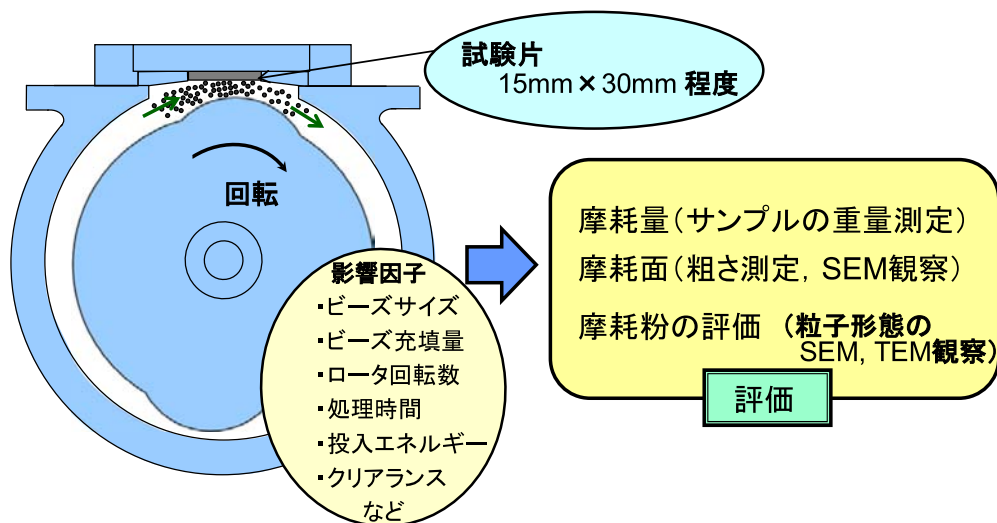 試験片
15mm×30mm 程度
回転
影響因子
・ビーズサイズ
・ビーズ充填量
・ロータ回転数
・処理時間
・投入エネルギー
・クリアランス
など
摩耗量(サンプルの重量測定)
摩耗面(粗さ測定, SEM観察)
摩耗粉の評価 (粒子形態の
SEM, TEM観察)
評価